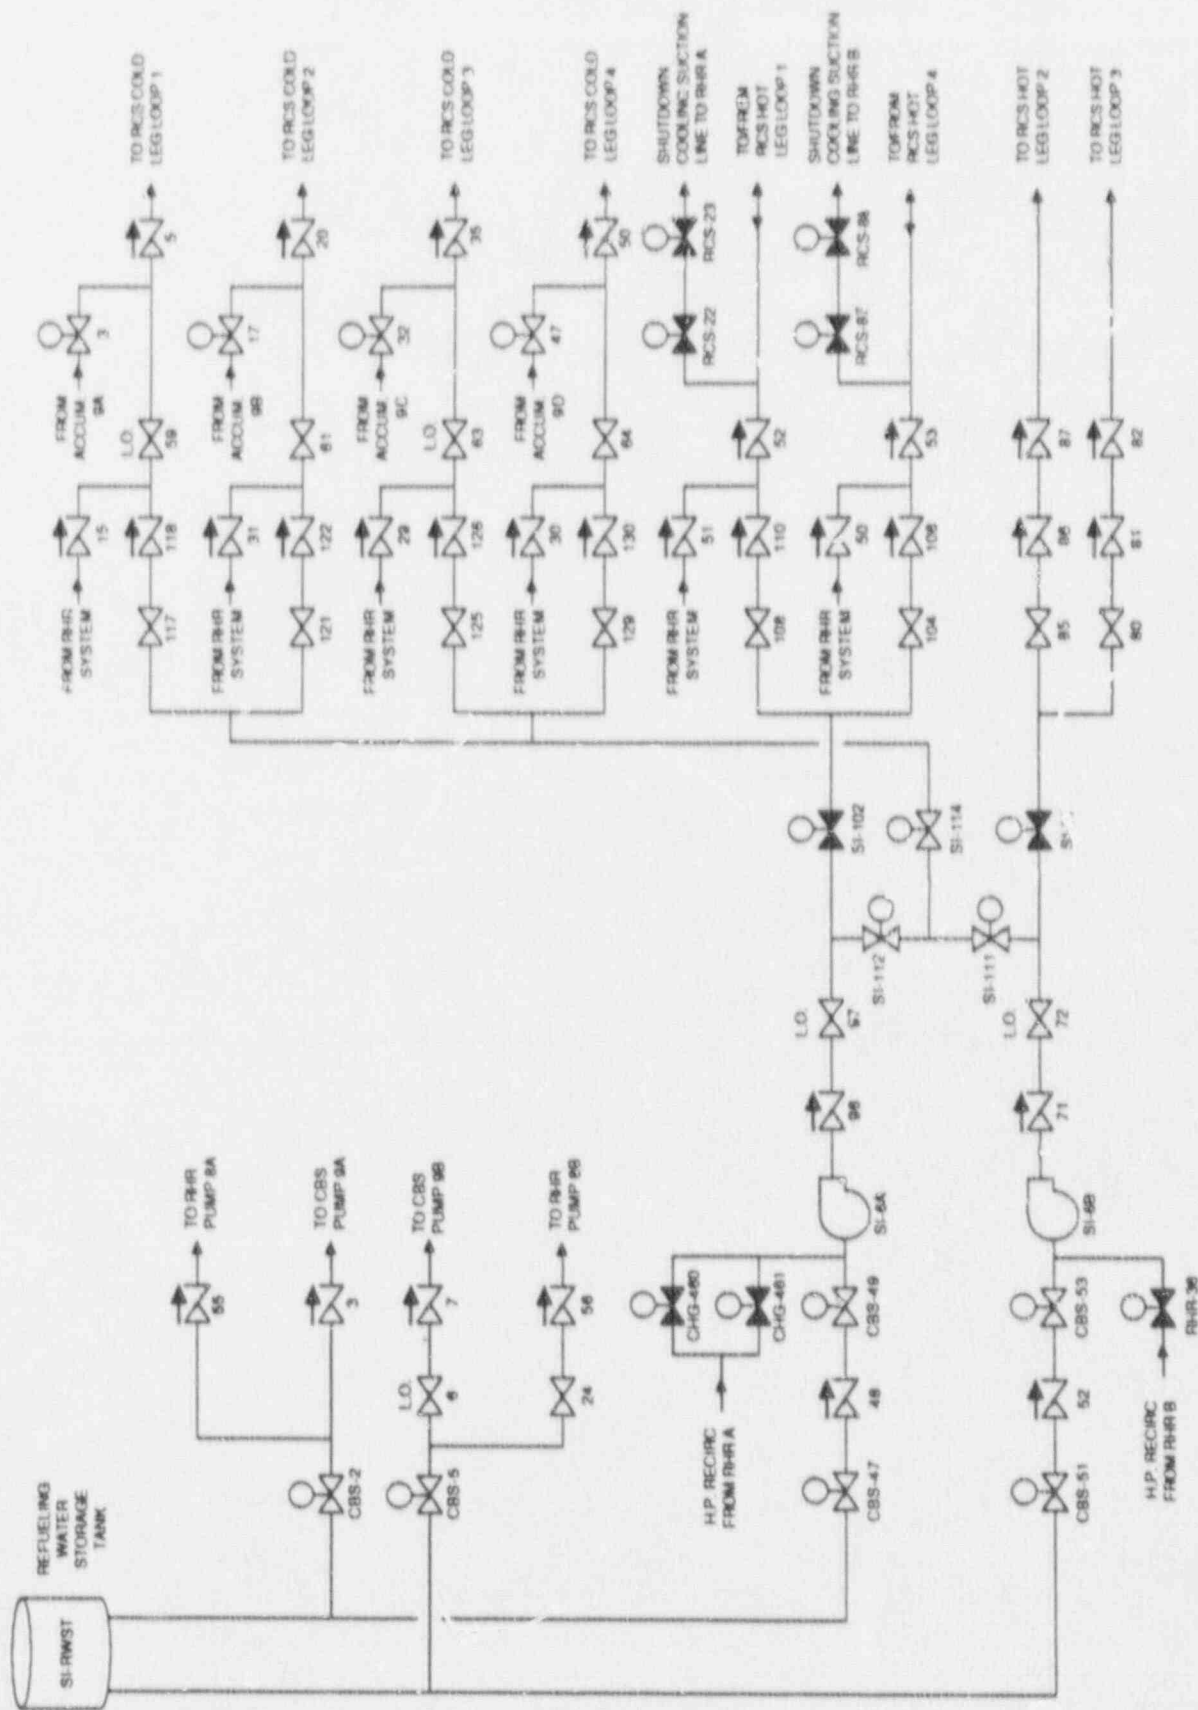 REFUELING
WATER
STORAGE
TANK
SI-RWST
CBS-2
CBS-5
55
TO RHR
PUMP 8A
3
TO CBS
PUMP 9A
L.O.
6
7
TO CBS
PUMP 9B
24
56
TO RHR
PUMP 8B
H.P. RECIRC
FROM RHR A
CHG-460
CHG-461
CBS-47
48
CBS-49
SI-6A
96
L.O.
67
CBS-51
52
CBS-53
SI-6B
71
L.O.
72
H.P. RECIRC
FROM RHR B
RHR-36
SI-112
SI-111
SI-102
SI-114
FROM RHR
SYSTEM
15
117
118
L.O.
59
FROM
ACCUM.
9A
3
5
TO RCS COLD
LEG LOOP 1
FROM RHR
SYSTEM
31
121
122
61
FROM
ACCUM.
9B
17
20
TO RCS COLD
LEG LOOP 2
FROM RHR
SYSTEM
29
125
126
L.O.
63
FROM
ACCUM.
9C
32
35
TO RCS COLD
LEG LOOP 3
FROM RHR
SYSTEM
30
129
130
64
FROM
ACCUM.
9D
47
50
TO RCS COLD
LEG LOOP 4
FROM RHR
SYSTEM
51
108
110
52
RCS-22
RCS-23
SHUTDOWN
COOLING SUCTION
LINE TO RHR A
TO/FROM
RCS HOT
LEG LOOP 1
FROM RHR
SYSTEM
50
104
106
53
RCS-87
RCS-88
SHUTDOWN
COOLING SUCTION
LINE TO RHR B
TO/FROM
RCS HOT
LEG LOOP 4
85
86
87
TO RCS HOT
LEG LOOP 2
80
81
82
TO RCS HOT
LEG LOOP 3